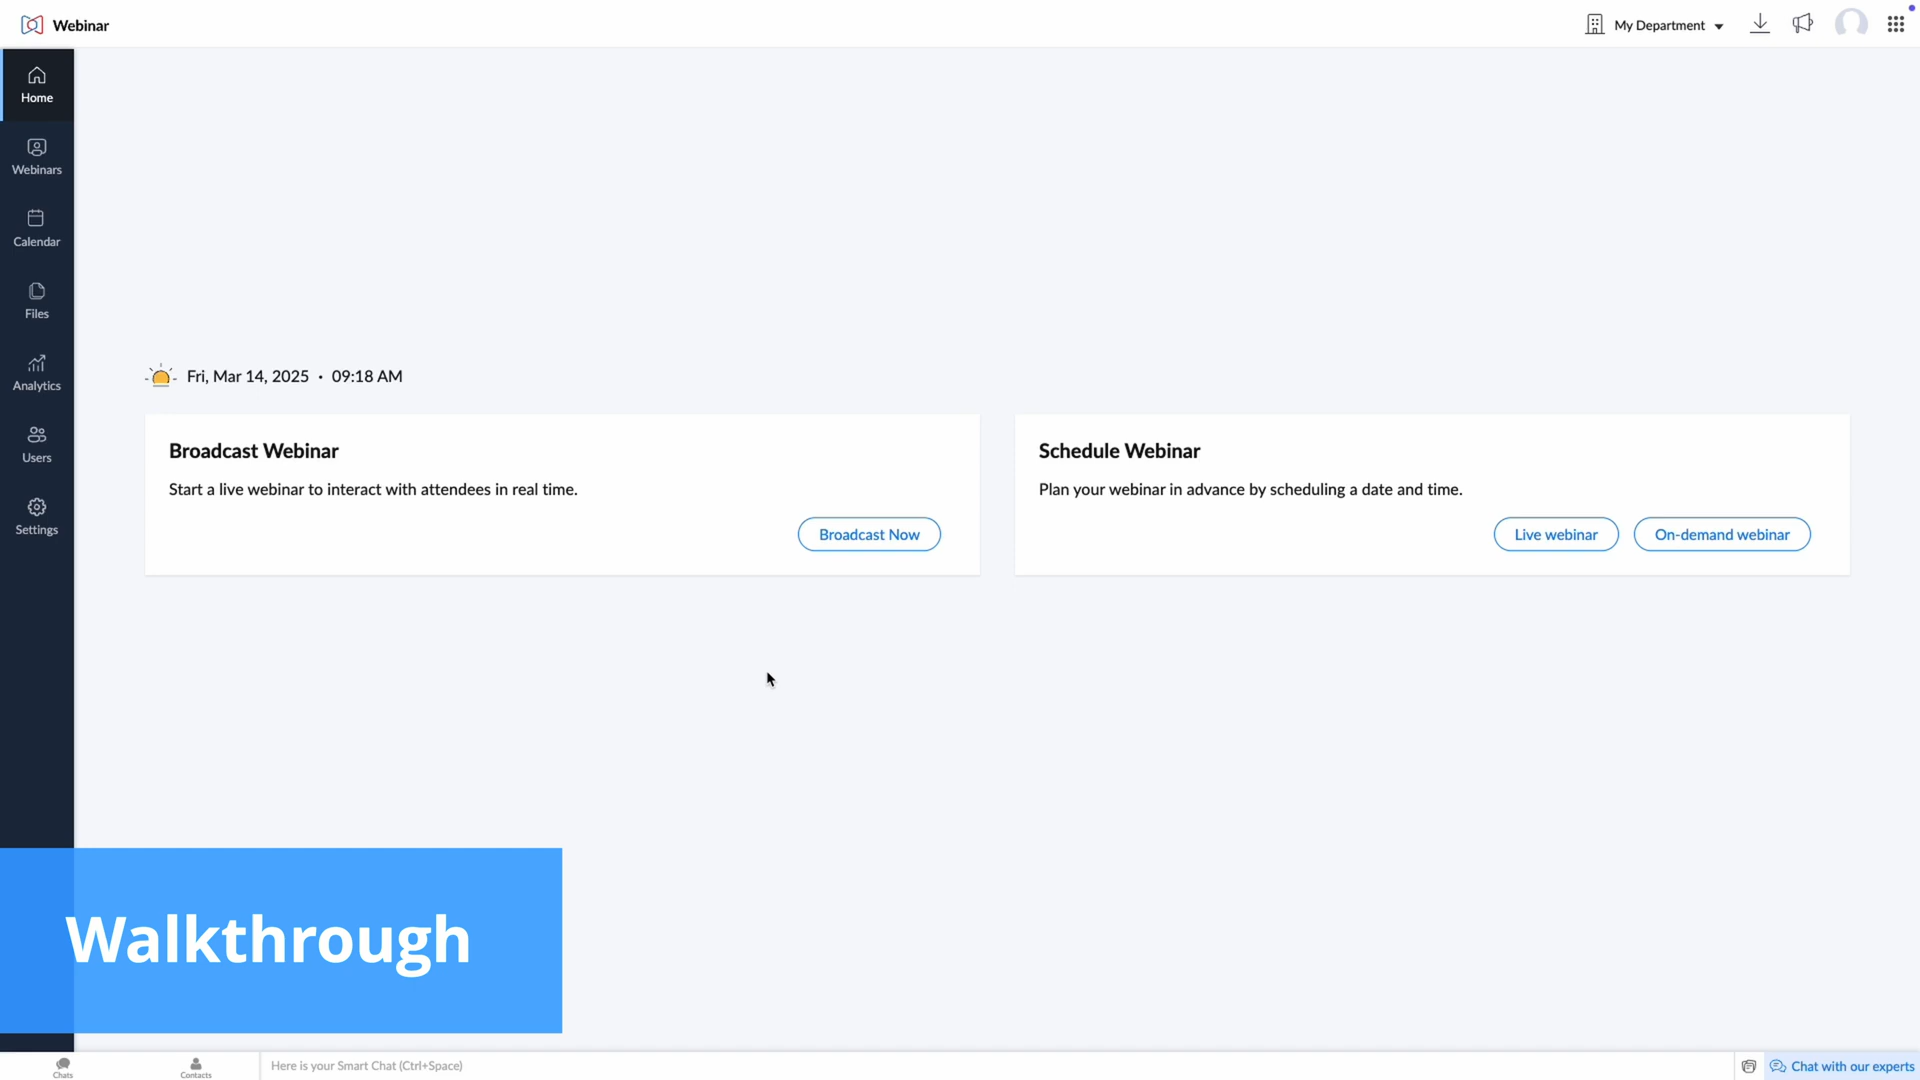 Webinar
My Department
Home
Webinars
Calendar
Files
Analytics
Users
Settings
Fri, Mar 14, 2025 • 09:18 AM
Broadcast Webinar
Start a live webinar to interact with attendees in real time.
Broadcast Now
Schedule Webinar
Plan your webinar in advance by scheduling a date and time.
Live webinar
On-demand webinar
Walkthrough
Chats
Contacts
Here is your Smart Chat (Ctrl+Space)
Chat with our experts